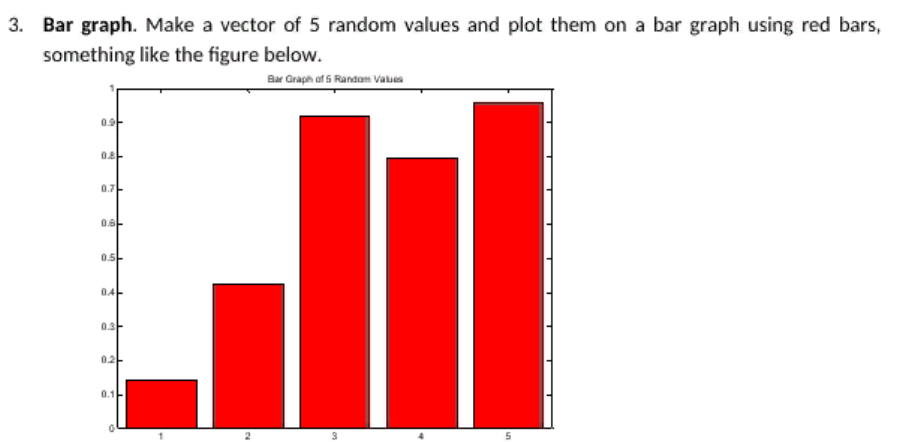 3. Bar graph. Make a vector of 5 random values and plot them on a bar graph using red bars,
something like the figure below.
Bar Graph of 5 Random Values
1
0.9
0.8
0.7
0.6
0.5
0.4
0.3
0.2
0.1
0
1 2 3 4 5